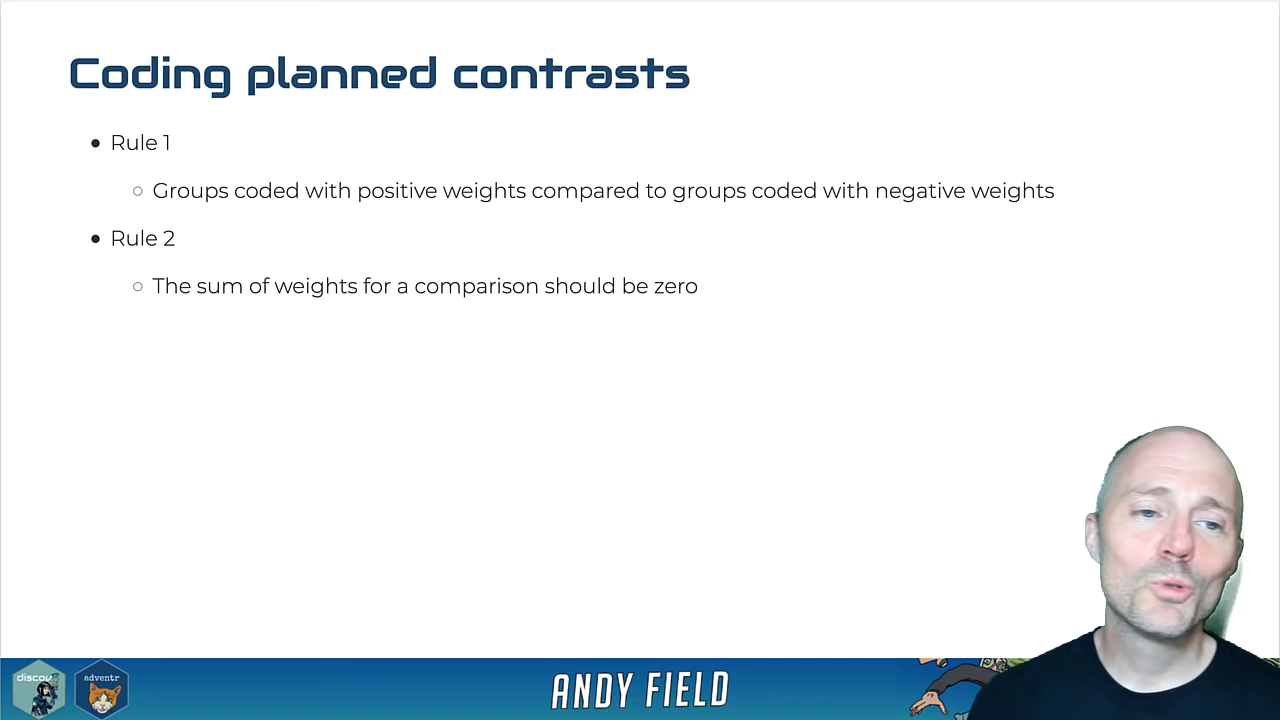 Coding planned contrasts
Rule 1
Groups coded with positive weights compared to groups coded with negative weights
Rule 2
The sum of weights for a comparison should be zero
discovr
adventr
ANDY FIELD